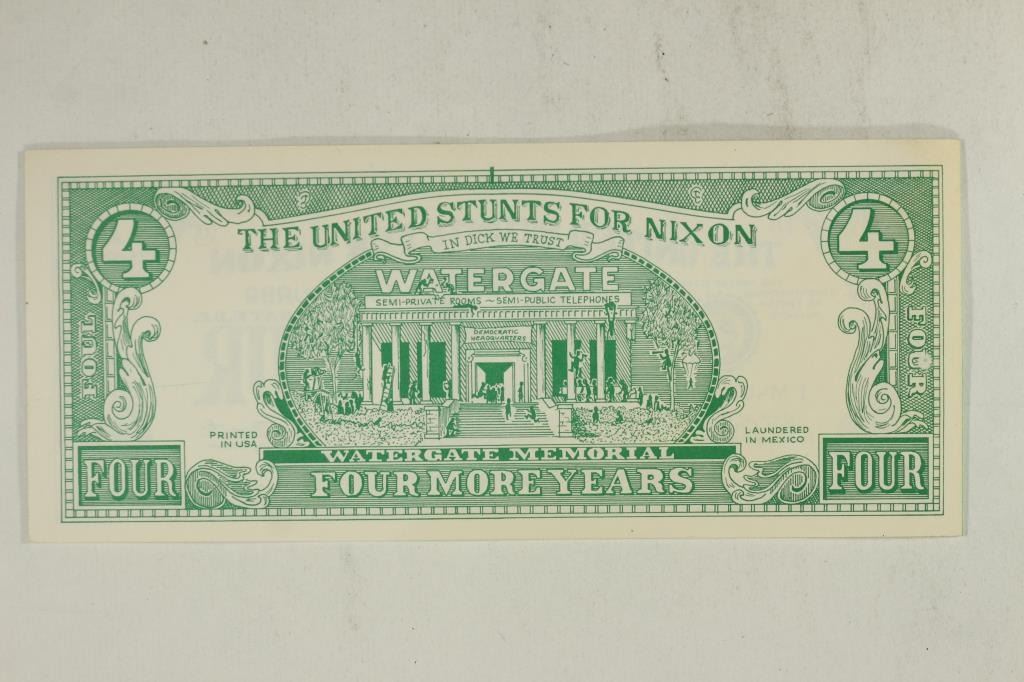 THE UNITED STUNTS FOR NIXON
IN DICK WE TRUST
4
4
WATERGATE
SEMI-PRIVATE ROOMS ~ SEMI-PUBLIC TELEPHONES
DEMOCRATIC
HEADQUARTERS
FOUL
FOUR
PRINTED
IN USA
LAUNDERED
IN MEXICO
WATERGATE MEMORIAL
FOUR
FOUR MORE YEARS
FOUR